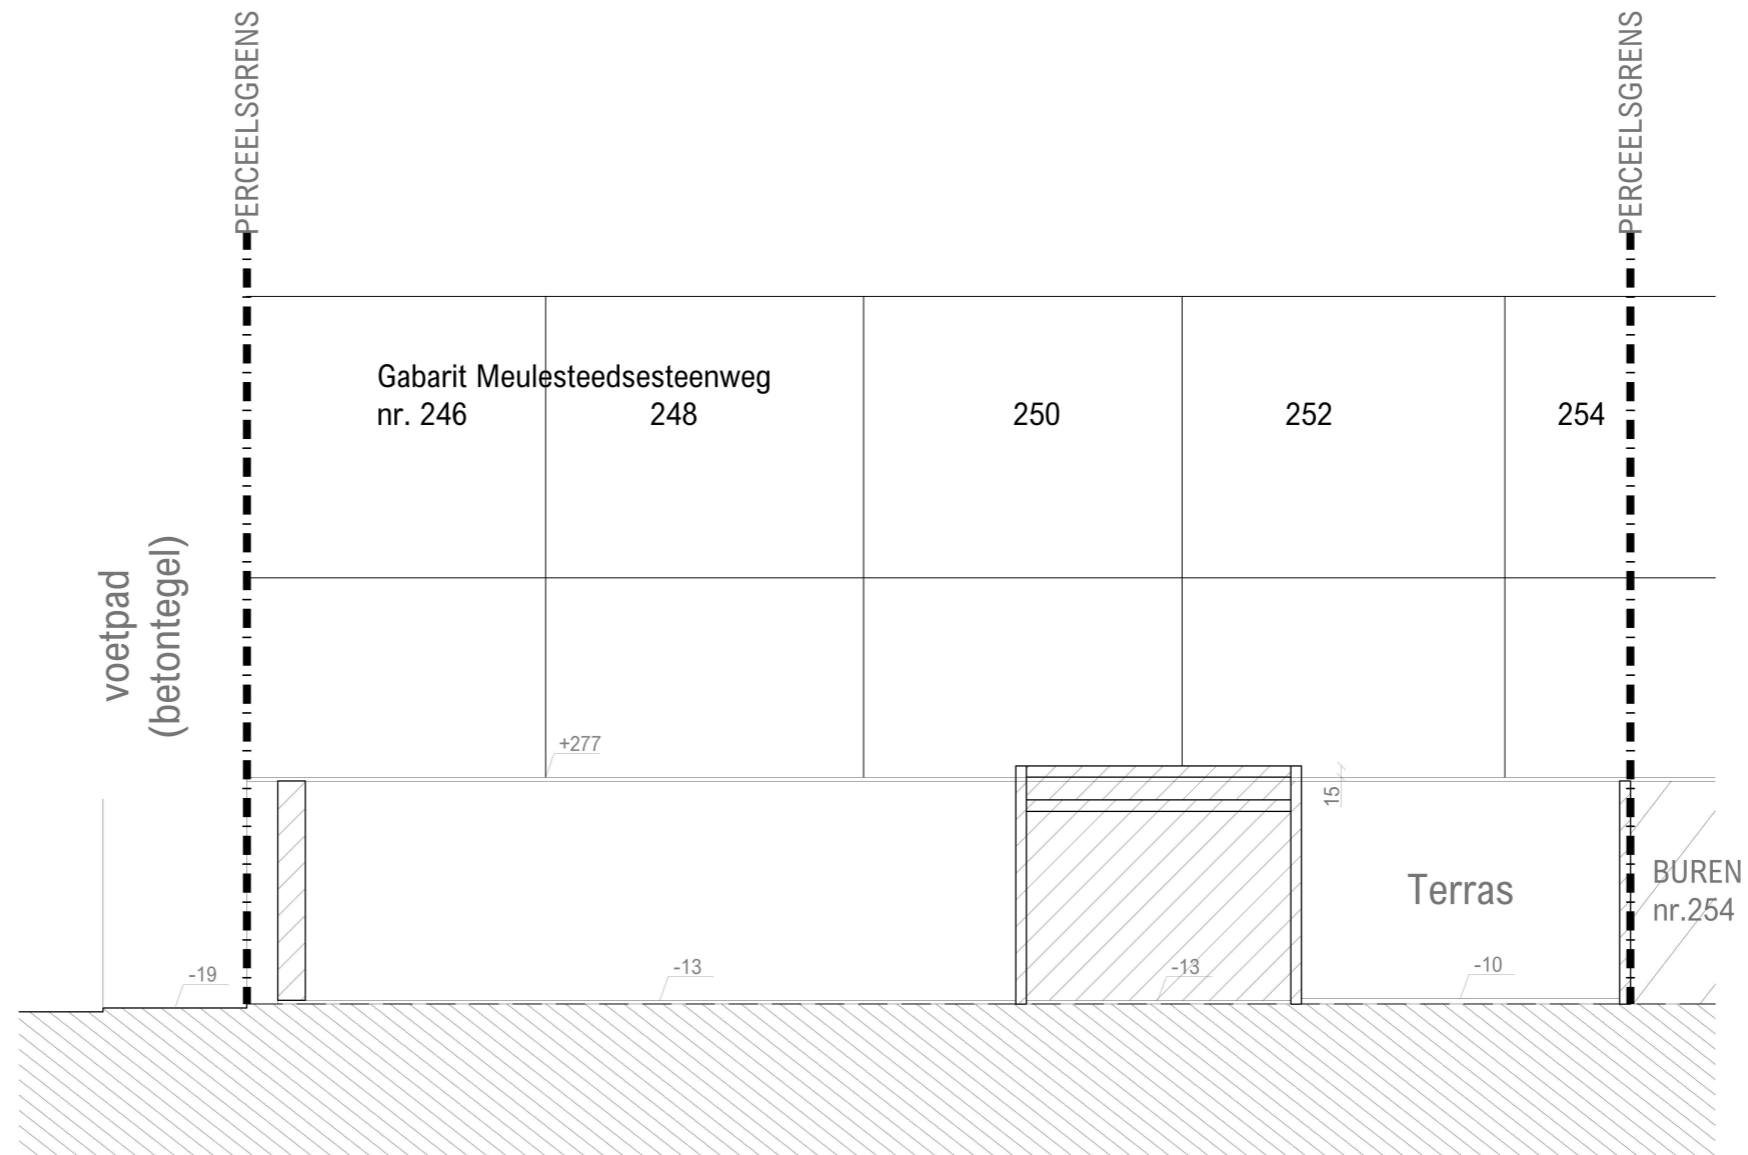 PERCEELSGRENS
PERCEELSGRENS
Gabarit Meulesteedsesteenweg
nr. 246 248 250 252 254
voetpad
(betontegel)
+277
15
Terras
BUREN
nr.254
-19
-13
-13
-10